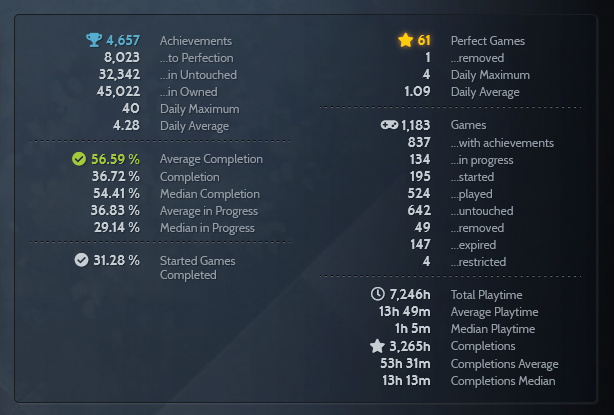 4,657 Achievements
8,023 ...to Perfection
32,342 ...in Untouched
45,022 ...in Owned
40 Daily Maximum
4.28 Daily Average
56.59 % Average Completion
36.72 % Completion
54.41 % Median Completion
36.83 % Average in Progress
29.14 % Median in Progress
31.28 % Started Games
Completed
61 Perfect Games
1 ...removed
4 Daily Maximum
1.09 Daily Average
1,183 Games
837 ...with achievements
134 ...in progress
195 ...started
524 ...played
642 ...untouched
49 ...removed
147 ...expired
4 ...restricted
7,246h Total Playtime
13h 49m Average Playtime
1h 5m Median Playtime
3,265h Completions
53h 31m Completions Average
13h 13m Completions Median